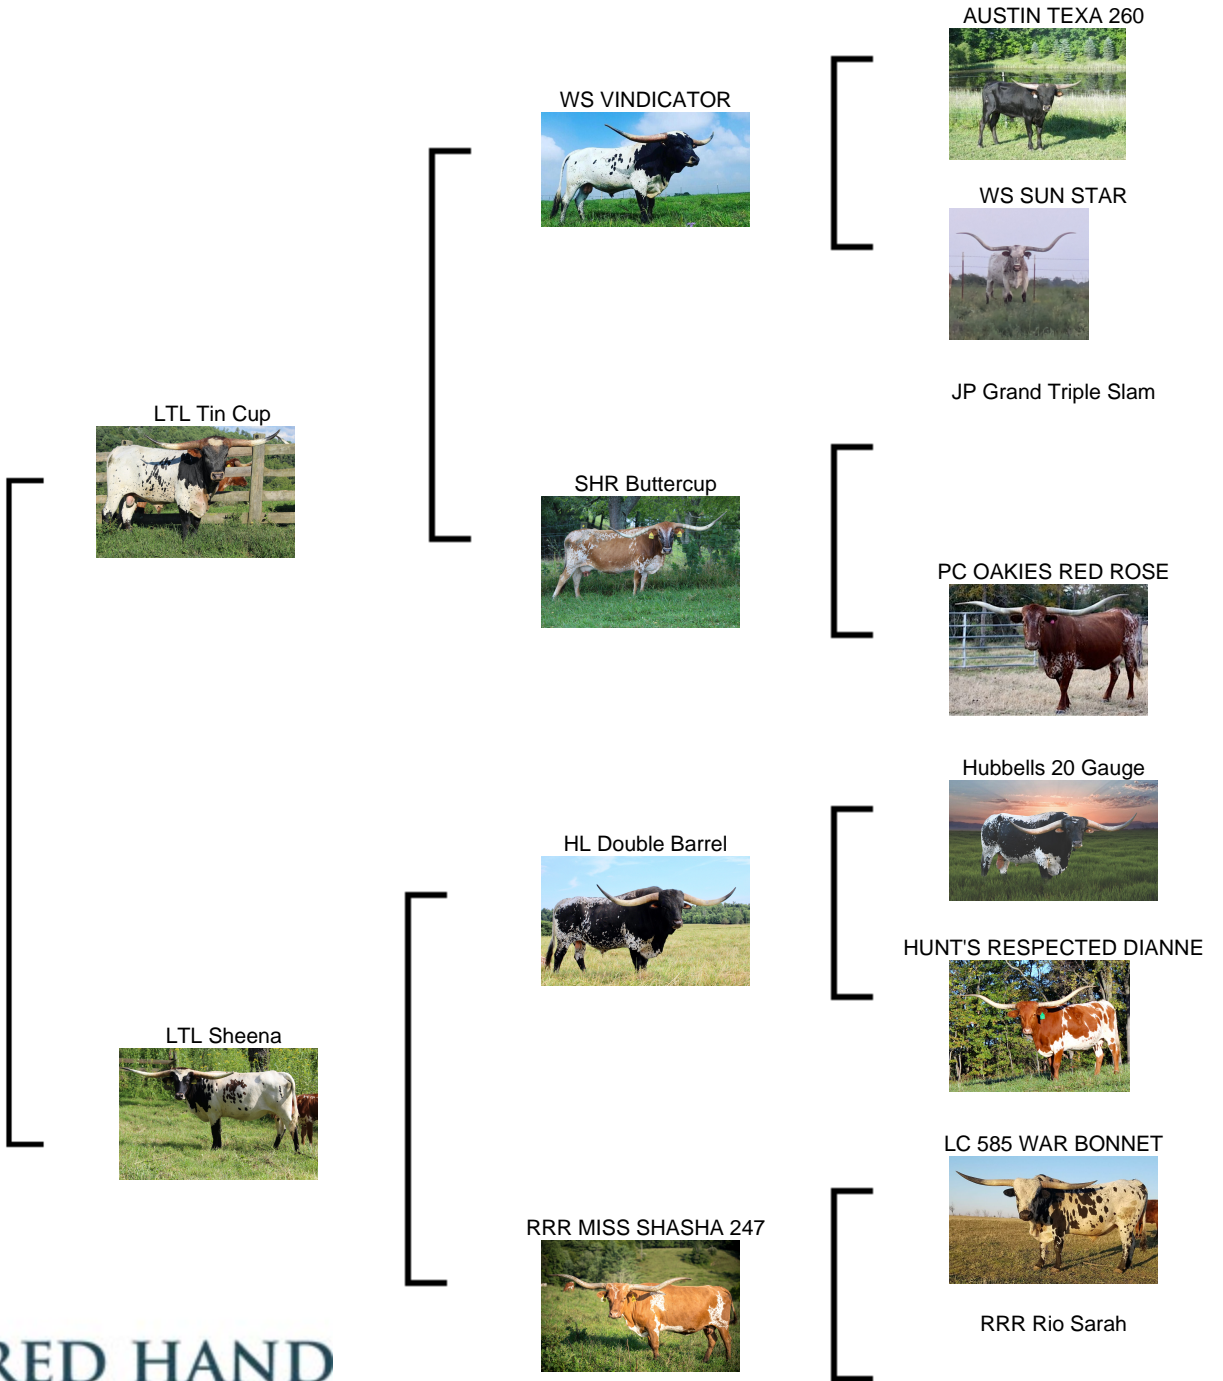 AUSTIN TEXA 260
WS VINDICATOR
WS SUN STAR
JP Grand Triple Slam
LTL Tin Cup
SHR Buttercup
PC OAKIES RED ROSE
Hubbells 20 Gauge
HL Double Barrel
HUNT'S RESPECTED DIANNE
LTL Sheena
LC 585 WAR BONNET
RRR MISS SHASHA 247
RRR Rio Sarah
RED HAND